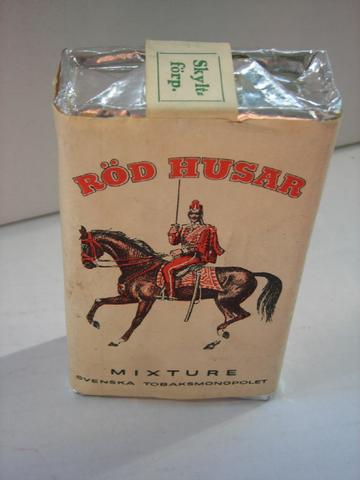 Skylt-
förp.
RÖD HUSAR
MIXTURE
SVENSKA TOBAKSMONOPOLET